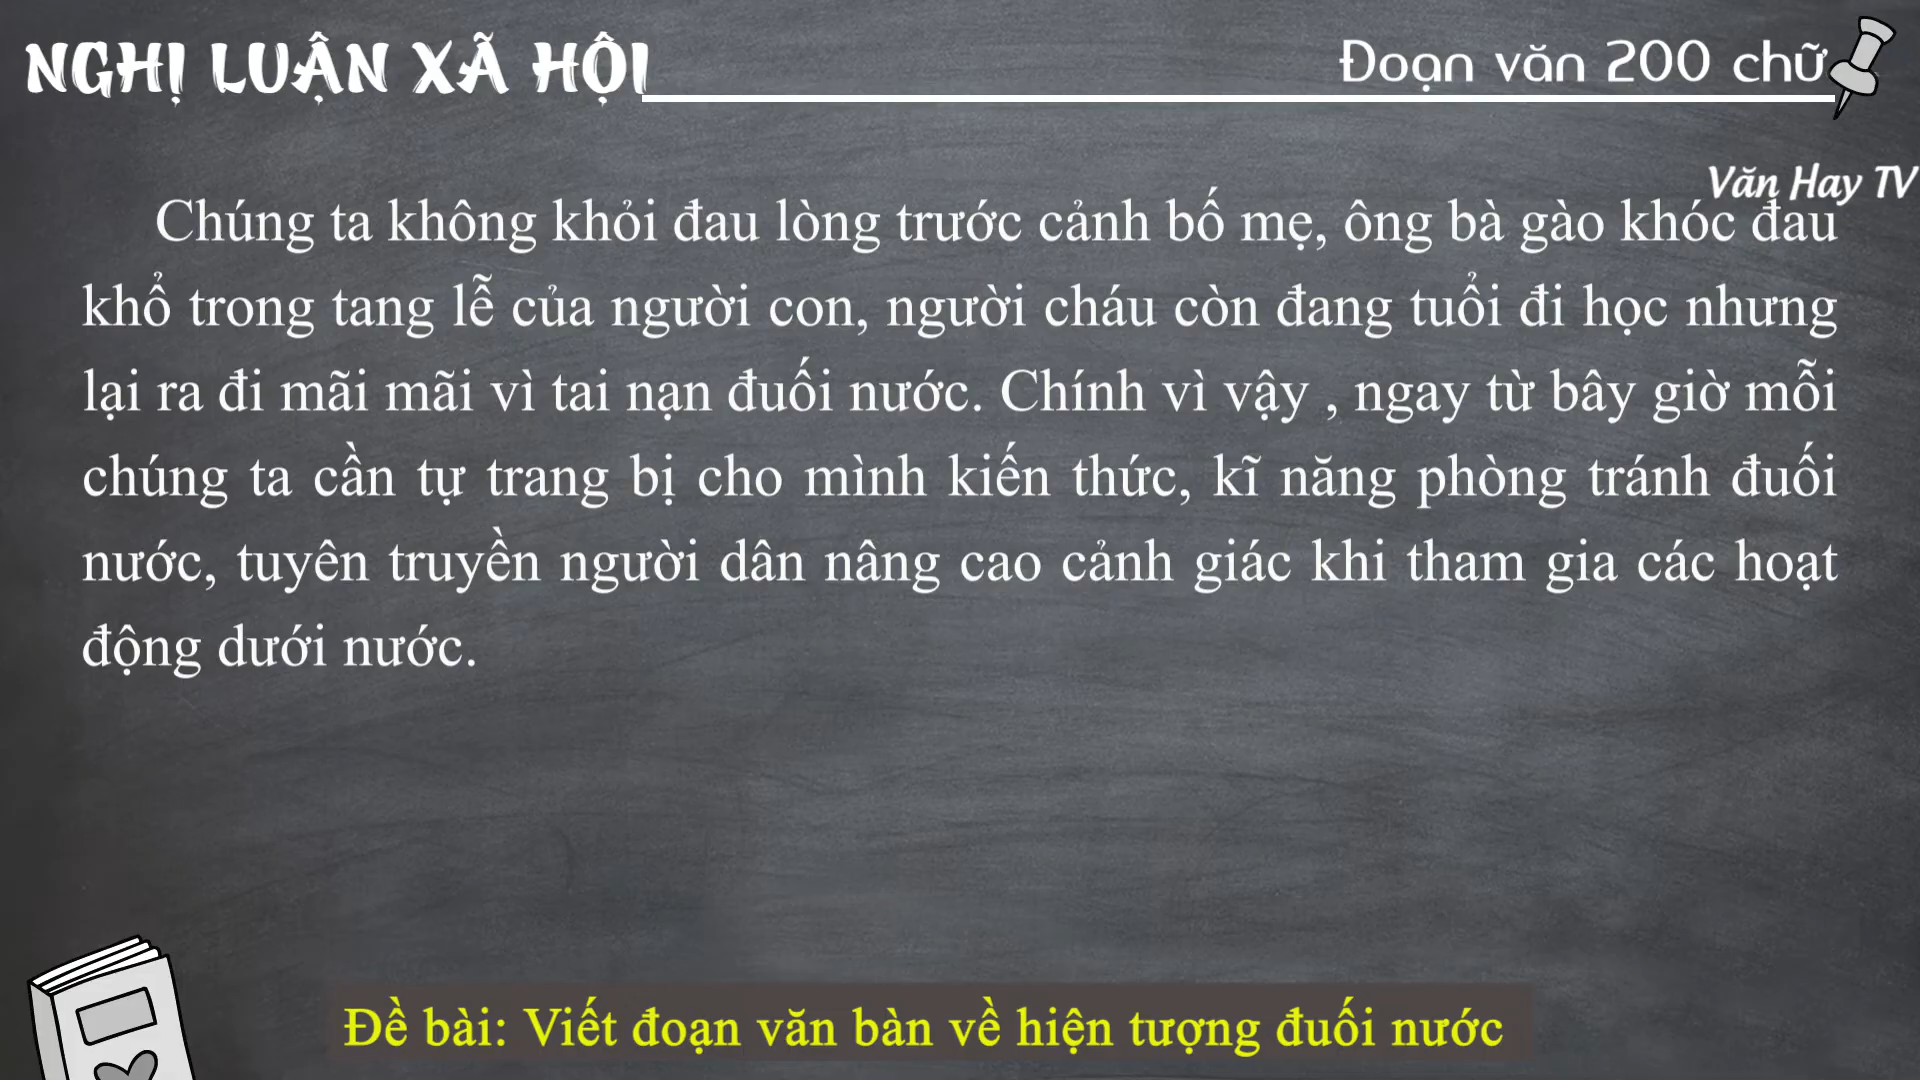 NGHỊ LUẬN XÃ HỘI
Đoạn văn 200 chữ
Văn Hay TV
Chúng ta không khỏi đau lòng trước cảnh bố mẹ, ông bà gào khóc đau
khổ trong tang lễ của người con, người cháu còn đang tuổi đi học nhưng
lại ra đi mãi mãi vì tai nạn đuối nước. Chính vì vậy , ngay từ bây giờ mỗi
chúng ta cần tự trang bị cho mình kiến thức, kĩ năng phòng tránh đuối
nước, tuyên truyền người dân nâng cao cảnh giác khi tham gia các hoạt
động dưới nước.
Đề bài: Viết đoạn văn bàn về hiện tượng đuối nước